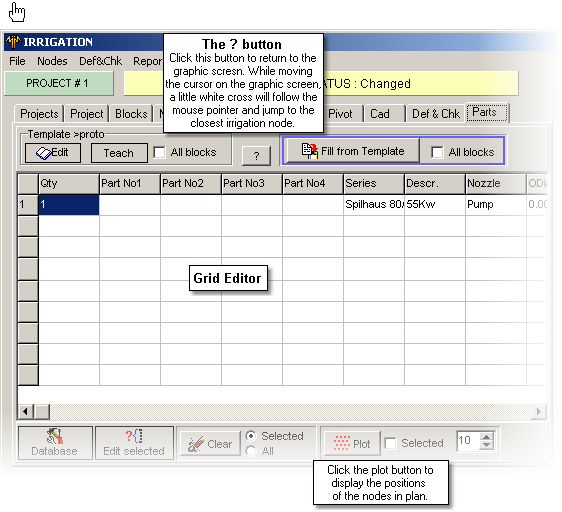 IRRIGATION
File Nodes Def&Chk Repor
The ? button
Click this button to return to the
graphic scresn. While moving
the cursor on the graphic screen,
a little white cross will follow the
mouse pointer and jump to the
closest irrigation node.
PROJECT # 1
ATUS : Changed
Projects Project Blocks Pivot Cad Def & Chk Parts
Template >proto
Edit Teach All blocks ? Fill from Template All blocks
Qty Part No1 Part No2 Part No3 Part No4 Series Descr. Nozzle ODia
1 1 Spilhaus 80/ 55Kw Pump 0.00
Grid Editor
Database Edit selected Clear Selected All Plot Selected 10
Click the plot button to
display the positions
of the nodes in plan.